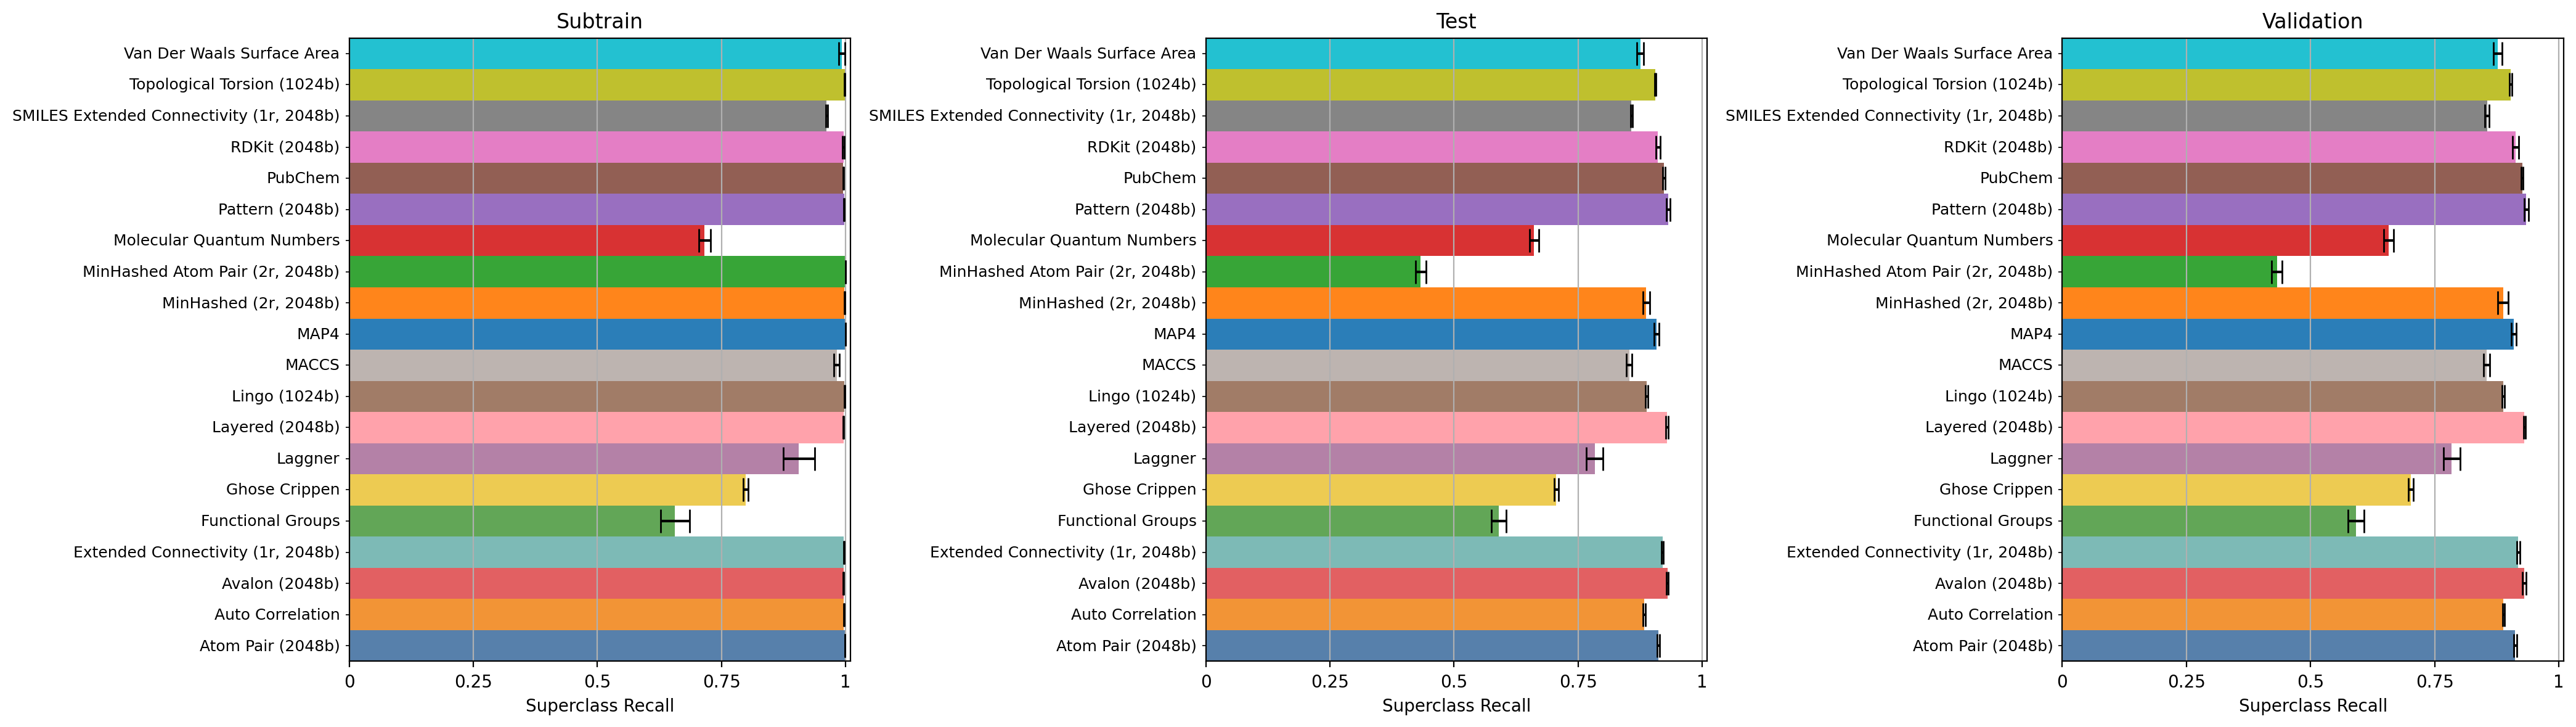 Subtrain
Van Der Waals Surface Area
Topological Torsion (1024b)
SMILES Extended Connectivity (1r, 2048b)
RDKit (2048b)
PubChem
Pattern (2048b)
Molecular Quantum Numbers
MinHashed Atom Pair (2r, 2048b)
MinHashed (2r, 2048b)
MAP4
MACCS
Lingo (1024b)
Layered (2048b)
Laggner
Ghose Crippen
Functional Groups
Extended Connectivity (1r, 2048b)
Avalon (2048b)
Auto Correlation
Atom Pair (2048b)
0 0.25 0.5 0.75 1
Superclass Recall
Test
Van Der Waals Surface Area
Topological Torsion (1024b)
SMILES Extended Connectivity (1r, 2048b)
RDKit (2048b)
PubChem
Pattern (2048b)
Molecular Quantum Numbers
MinHashed Atom Pair (2r, 2048b)
MinHashed (2r, 2048b)
MAP4
MACCS
Lingo (1024b)
Layered (2048b)
Laggner
Ghose Crippen
Functional Groups
Extended Connectivity (1r, 2048b)
Avalon (2048b)
Auto Correlation
Atom Pair (2048b)
0 0.25 0.5 0.75 1
Superclass Recall
Validation
Van Der Waals Surface Area
Topological Torsion (1024b)
SMILES Extended Connectivity (1r, 2048b)
RDKit (2048b)
PubChem
Pattern (2048b)
Molecular Quantum Numbers
MinHashed Atom Pair (2r, 2048b)
MinHashed (2r, 2048b)
MAP4
MACCS
Lingo (1024b)
Layered (2048b)
Laggner
Ghose Crippen
Functional Groups
Extended Connectivity (1r, 2048b)
Avalon (2048b)
Auto Correlation
Atom Pair (2048b)
0 0.25 0.5 0.75 1
Superclass Recall